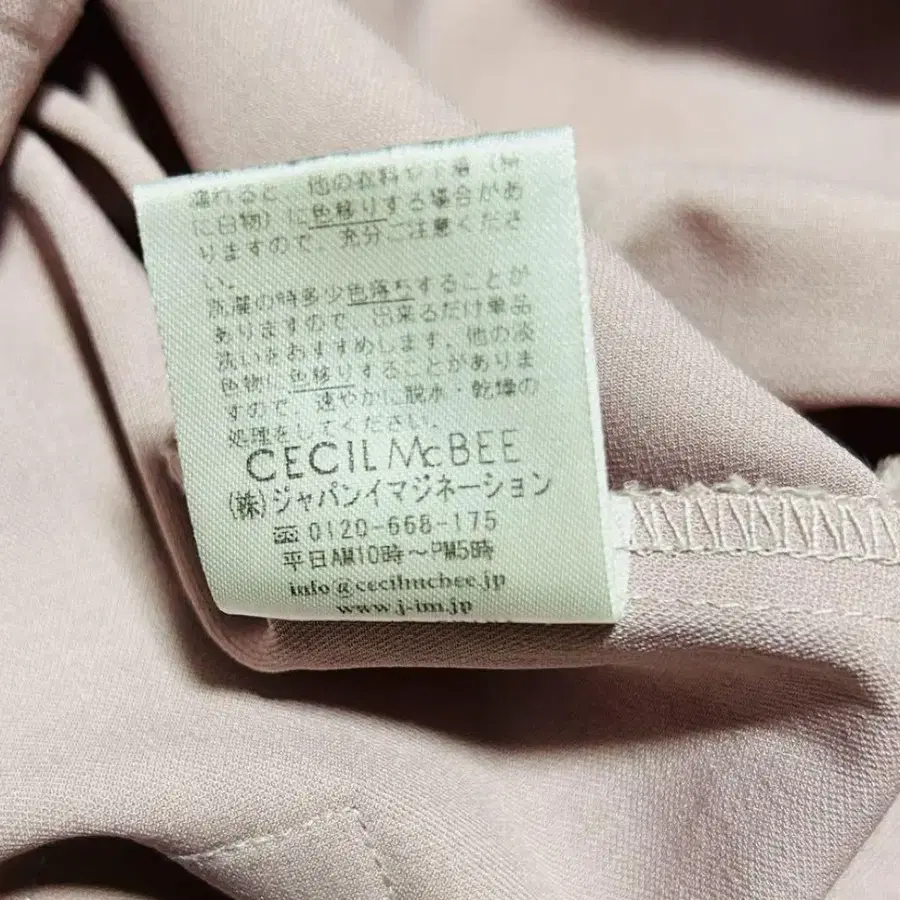 濡れると 他の衣料や下着（特
に白物）に色移りする場合があ
りますので、充分ご注意くださ
い。
洗濯の時多少色落ちすることが
ありますので、出来るだけ単品
洗いをおすすめします。他の淡
色物に色移りすることがありま
すので、速やかに脱水・乾燥の
処理をしてください。
CECIL McBEE
(株)ジャパンイマジネーション
0120-668-175
平日AM10時～PM5時
info@cecilmcbee.jp
www.j-im.jp